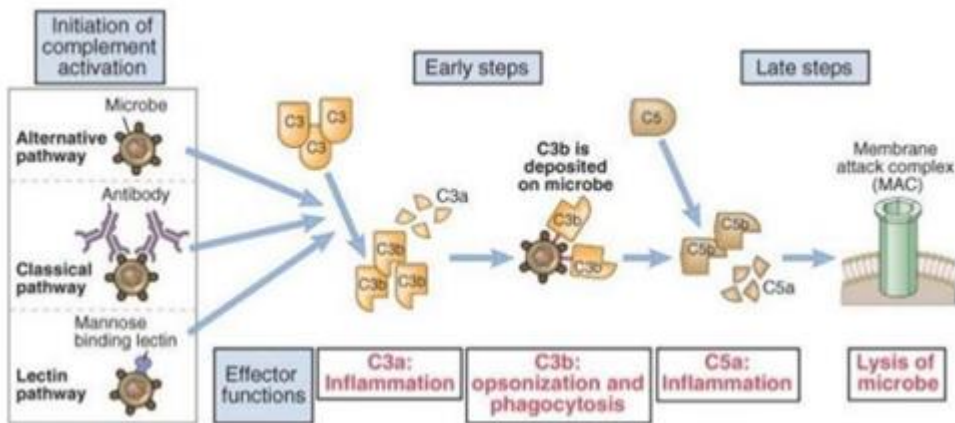 Initiation of
complement
activation
Early steps
Late steps
Microbe
Alternative
pathway
Antibody
Classical
pathway
Mannose
binding lectin
Lectin
pathway
C3
C3
C3
C3a
C3b
C3b
C3b
C3b is
deposited
on microbe
C3b
C3b
C5
C5b
C5b
C5a
Membrane
attack complex
(MAC)
Effector
functions
C3a:
Inflammation
C3b:
opsonization and
phagocytosis
C5a:
Inflammation
Lysis of
microbe